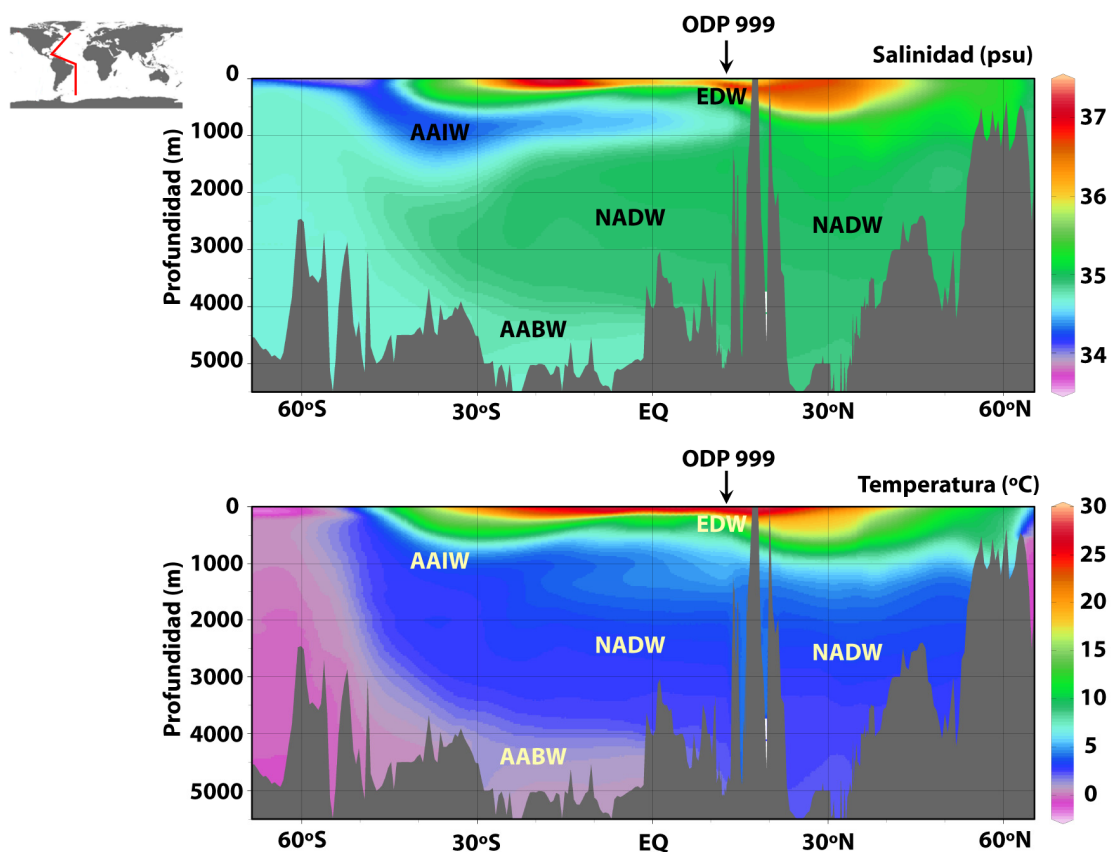 ODP 999
Salinidad (psu)
Profundidad (m)
0
1000
2000
3000
4000
5000
EDW
AAIW
NADW
NADW
AABW
37
36
35
34
60ºS
30ºS
EQ
30ºN
60ºN
ODP 999
Temperatura (ºC)
Profundidad (m)
0
1000
2000
3000
4000
5000
EDW
AAIW
NADW
NADW
AABW
30
25
20
15
10
5
0
60ºS
30ºS
EQ
30ºN
60ºN